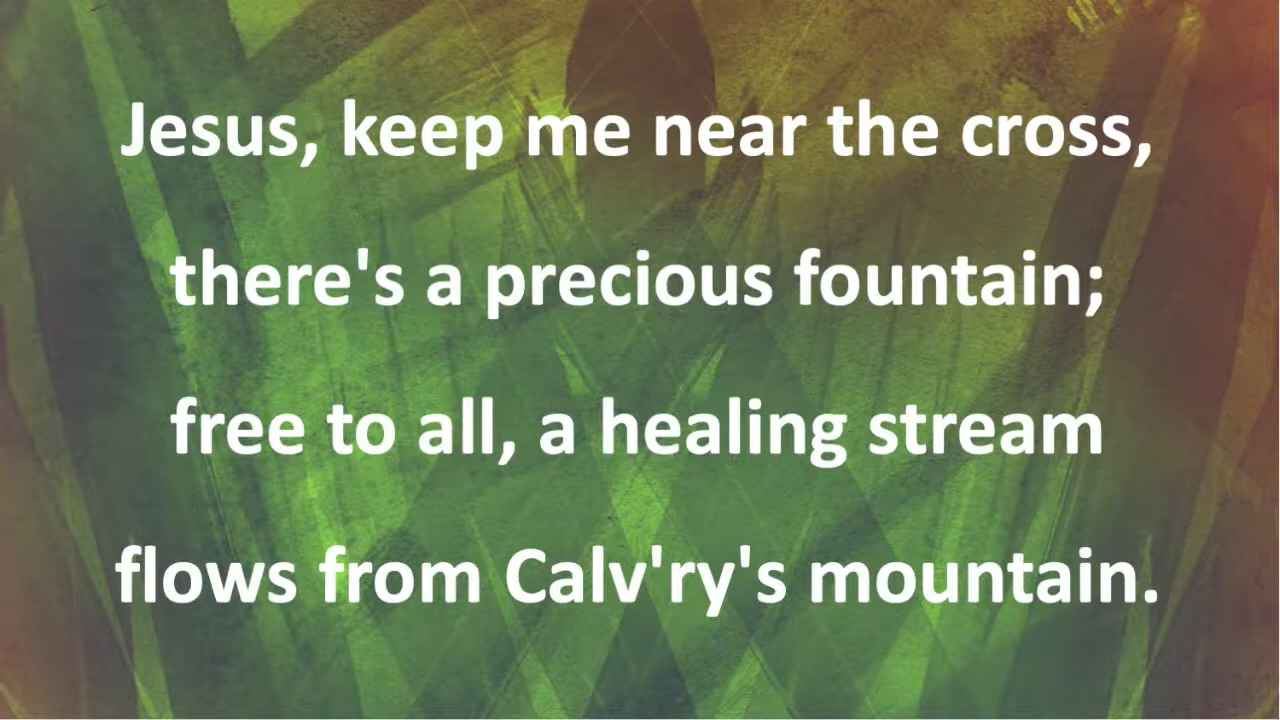 Jesus, keep me near the cross,
there's a precious fountain;
free to all, a healing stream
flows from Calv'ry's mountain.